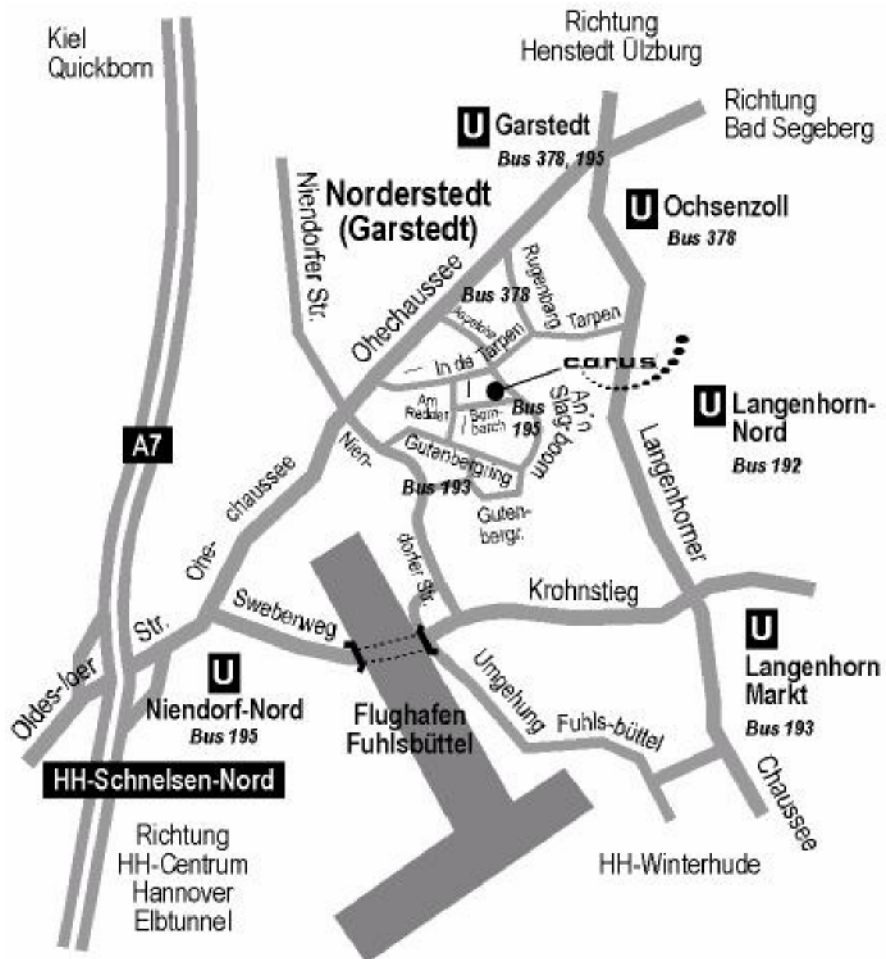 Kiel
Quickborn
Richtung
Henstedt Ülzburg
Richtung
Bad Segeberg
U Garstedt
Bus 378, 195
Norderstedt
(Garstedt)
U Ochsenzoll
Bus 378
Niendorfer Str.
Ohechaussee
Bus 378
Rugenbarg
Tarpen
In de Tarpen
c.a.r.u.s
Am
Redder
Bus
195
An'n
Slagboom
U Langenhorn-
Nord
Bus 192
A7
Nien-
Gutenbergring
Bus 193
Guten-
bergr.
dorfer Str.
Langenhorner
Ohe-
chaussee
Krohnstieg
Sweberweg
Str.
Oldes-loer
U
Niendorf-Nord
Bus 195
Flughafen
Fuhlsbüttel
Umgehung
Fuhls-büttel
U
Langenhorn
Markt
Bus 193
HH-Schnelsen-Nord
Chaussee
Richtung
HH-Centrum
Hannover
Elbtunnel
HH-Winterhude